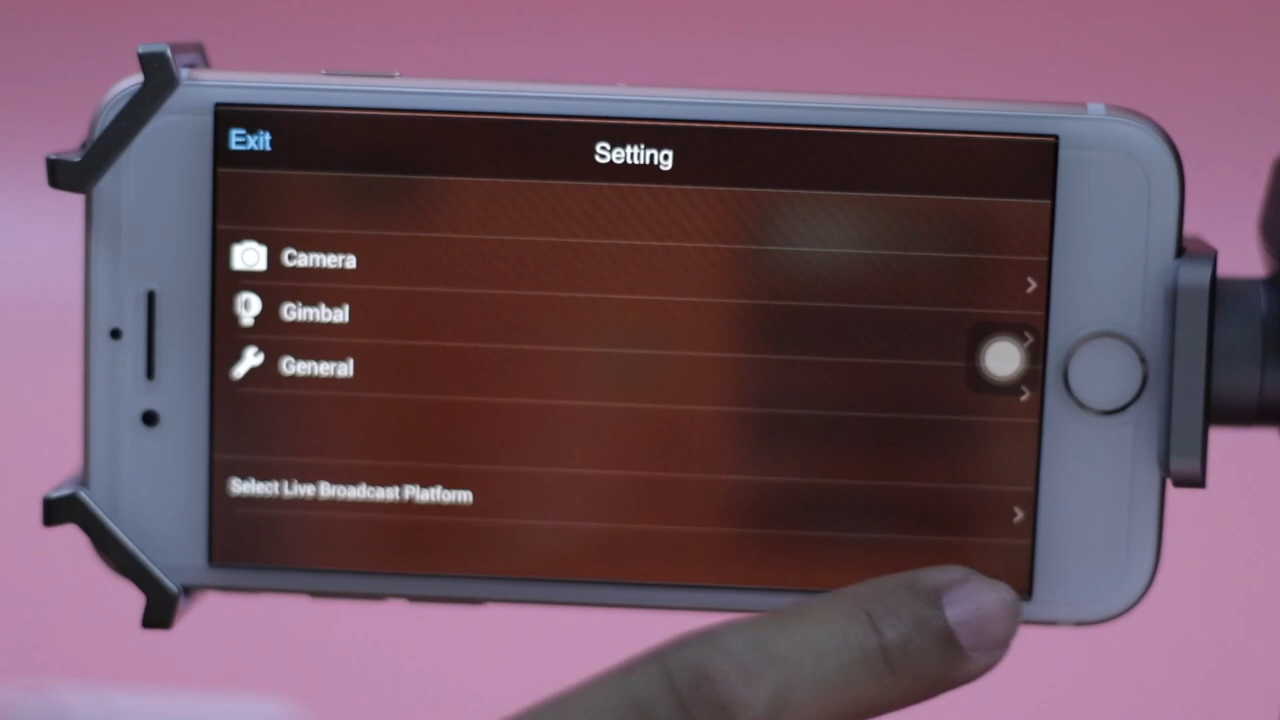 Exit
Setting
Camera
Gimbal
General
Select Live Broadcast Platform